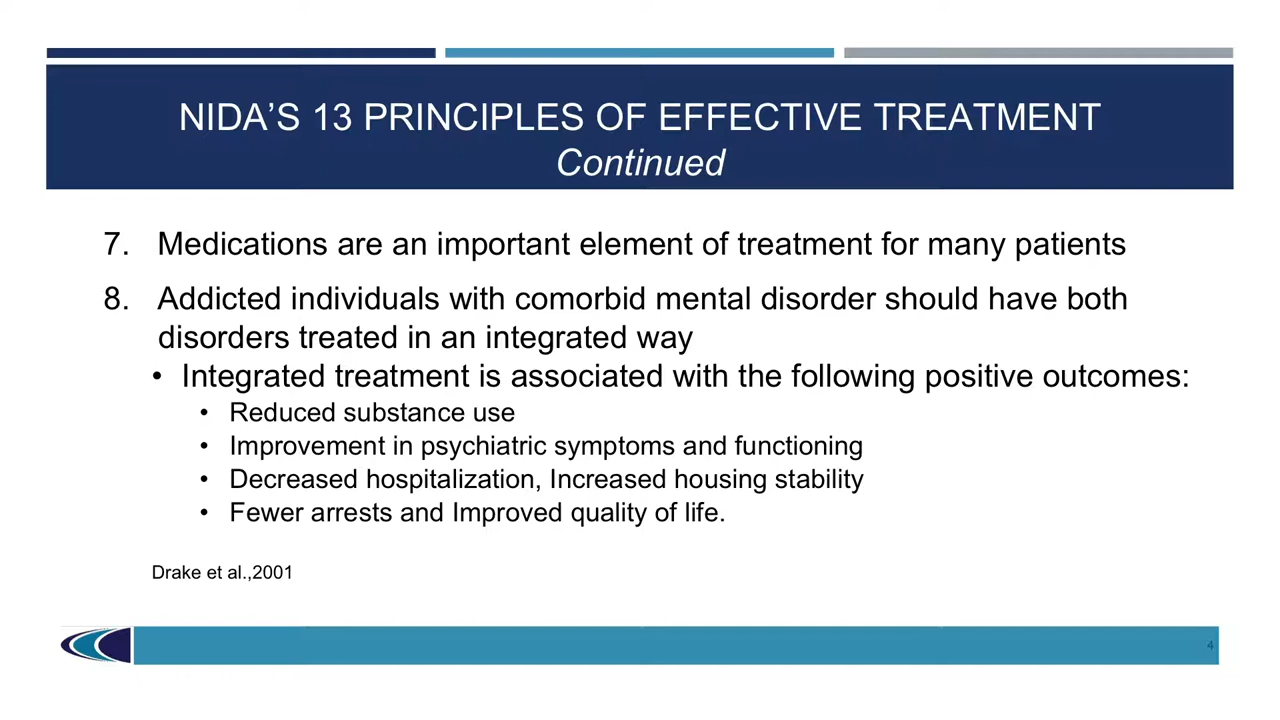 NIDA’S 13 PRINCIPLES OF EFFECTIVE TREATMENT
Continued
7. Medications are an important element of treatment for many patients
8. Addicted individuals with comorbid mental disorder should have both
disorders treated in an integrated way
• Integrated treatment is associated with the following positive outcomes:
• Reduced substance use
• Improvement in psychiatric symptoms and functioning
• Decreased hospitalization, Increased housing stability
• Fewer arrests and Improved quality of life.
Drake et al.,2001
4